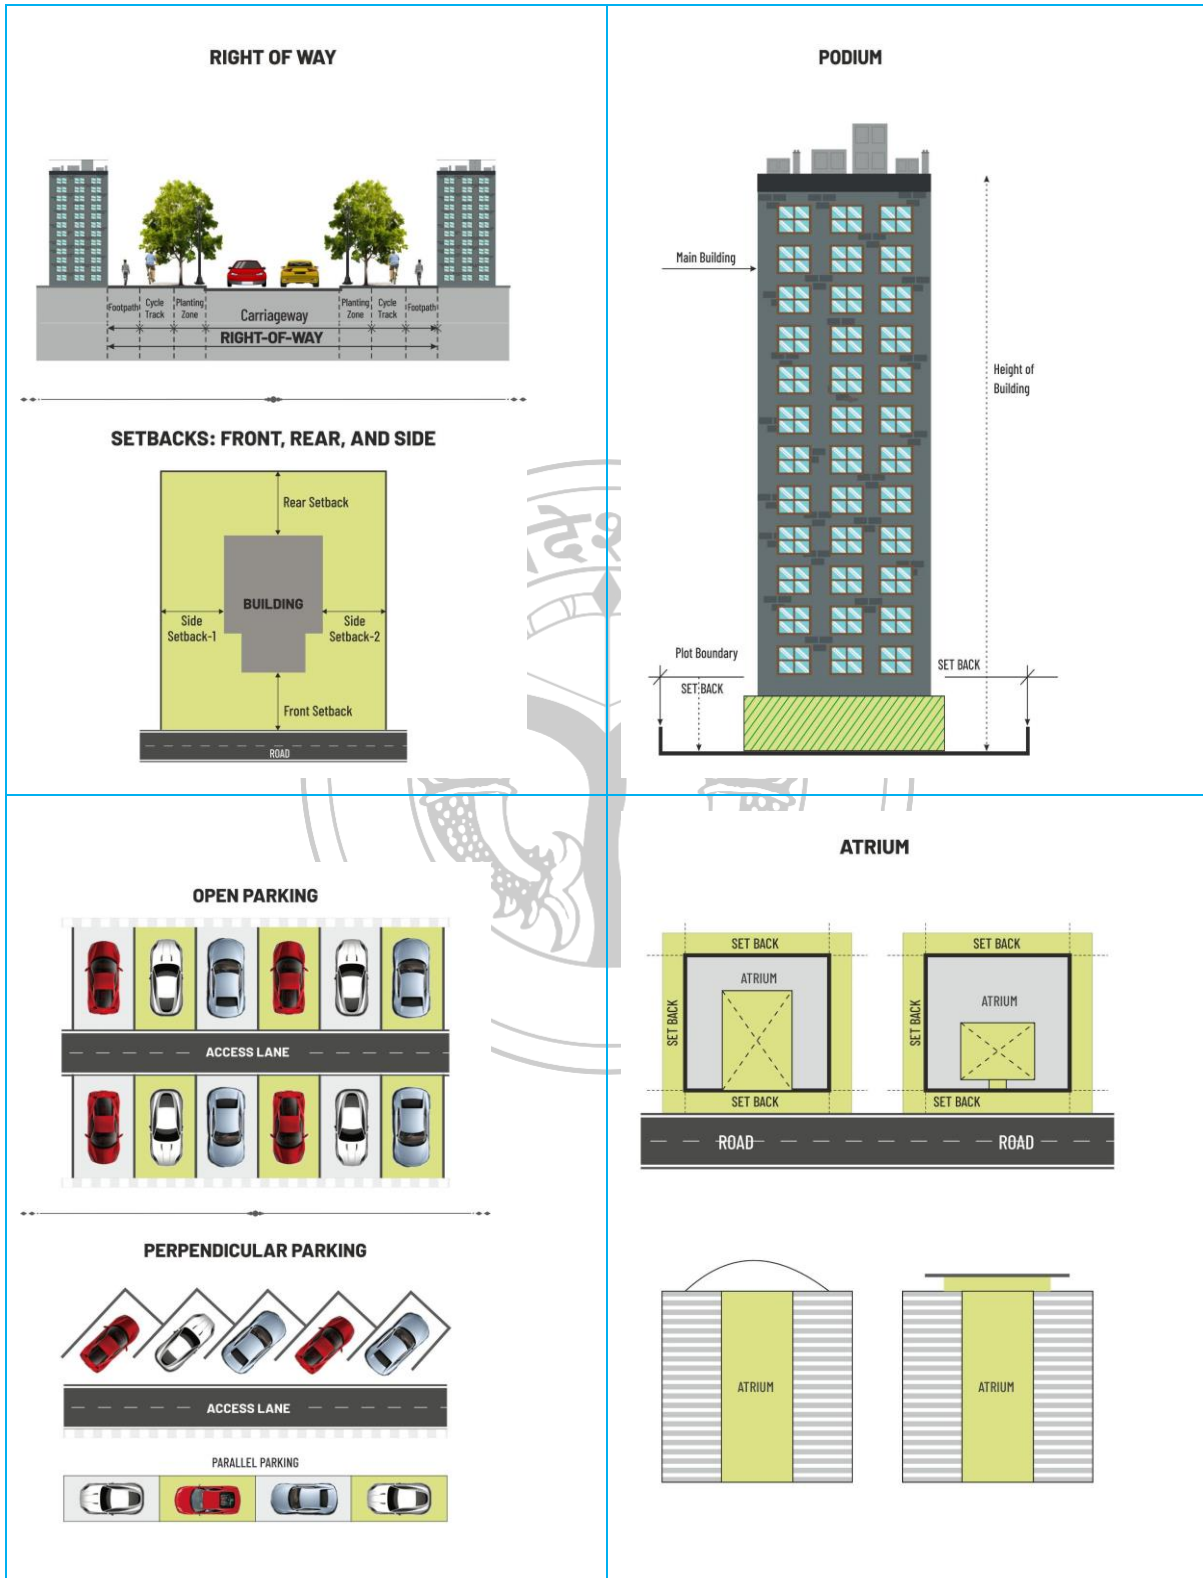 RIGHT OF WAY
Footpath
Cycle
Track
Planting
Zone
Carriageway
Planting
Zone
Cycle
Track
Footpath
RIGHT-OF-WAY
SETBACKS: FRONT, REAR, AND SIDE
Rear Setback
BUILDING
Side
Setback-1
Side
Setback-2
Front Setback
ROAD
PODIUM
Main Building
Height of
Building
Plot Boundary
SET BACK
SET BACK
OPEN PARKING
ACCESS LANE
PERPENDICULAR PARKING
ACCESS LANE
PARALLEL PARKING
ATRIUM
SET BACK
SET BACK
ATRIUM
SET BACK
SET BACK
SET BACK
ATRIUM
SET BACK
ROAD
ROAD
ATRIUM
ATRIUM